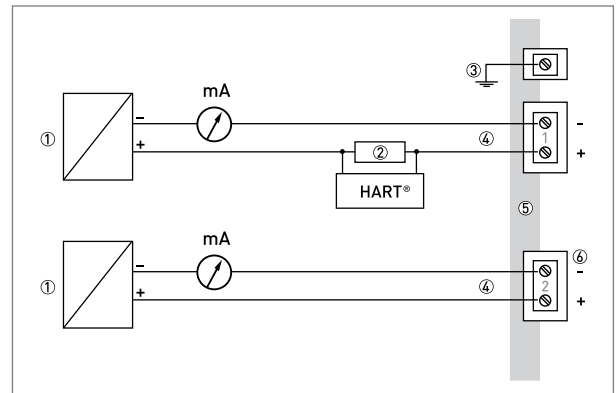 ③
mA
① - - 
+ ② ④ 1 +
HART®
⑤
mA
⑥
① - -
+ ④ 2 +